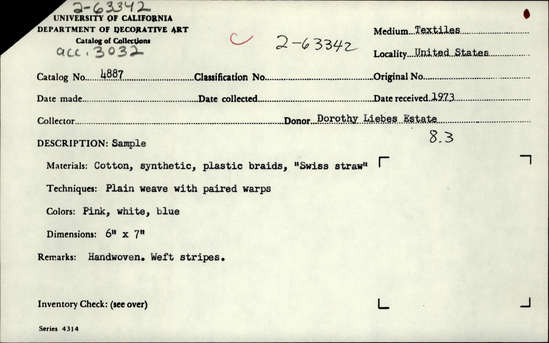 2-63342
UNIVERSITY OF CALIFORNIA
DEPARTMENT OF DECORATIVE ART
Catalog of Collections
acc. 3032
C 2-63342
Medium Textiles
Locality United States
Catalog No. 4887 Classification No. Original No.
Date made Date collected Date received 1973
Collector Donor Dorothy Liebes Estate
8.3
DESCRIPTION: Sample
Materials: Cotton, synthetic, plastic braids, "Swiss straw"
Techniques: Plain weave with paired warps
Colors: Pink, white, blue
Dimensions: 6" x 7"
Remarks: Handwoven. Weft stripes.
Inventory Check: (see over)
Series 4314